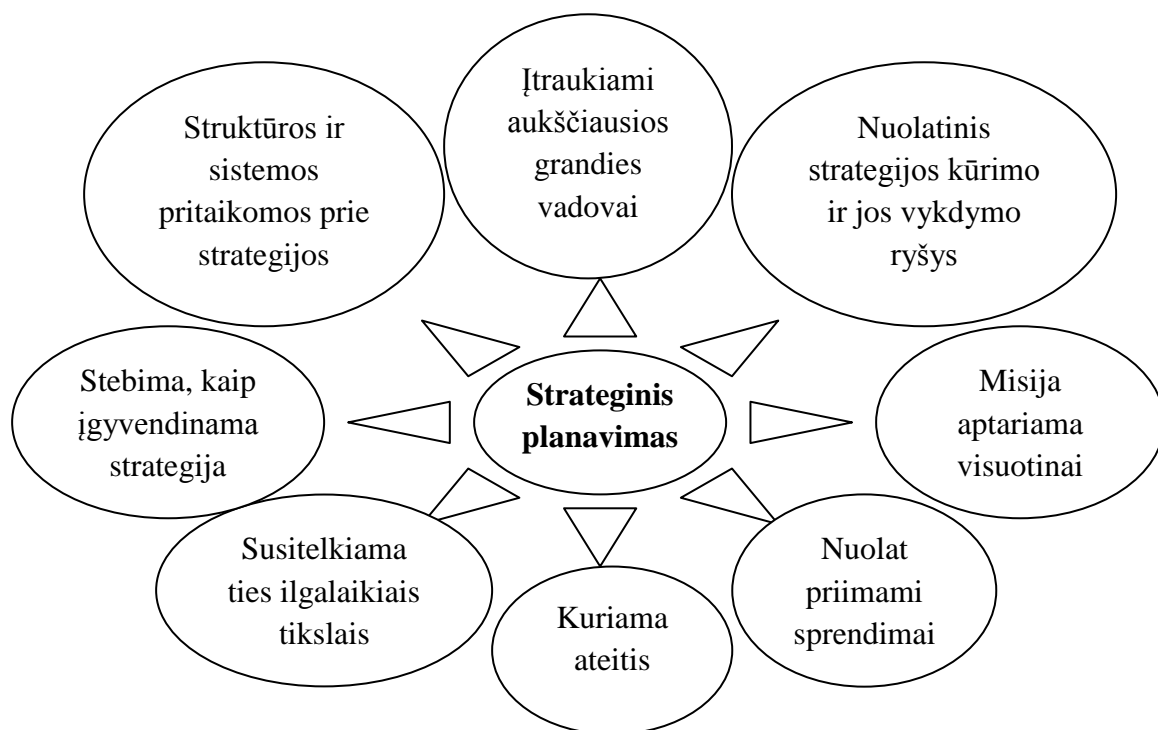 Įtraukiami
aukščiausios
grandies
vadovai
Struktūros ir
sistemos
pritaikomos prie
strategijos
Nuolatinis
strategijos kūrimo
ir jos vykdymo
ryšys
Stebima, kaip
įgyvendinama
strategija
Strateginis
planavimas
Misija
aptariama
visuotinai
Susitelkiama
ties ilgalaikiais
tikslais
Kuriama
ateitis
Nuolat
priimami
sprendimai